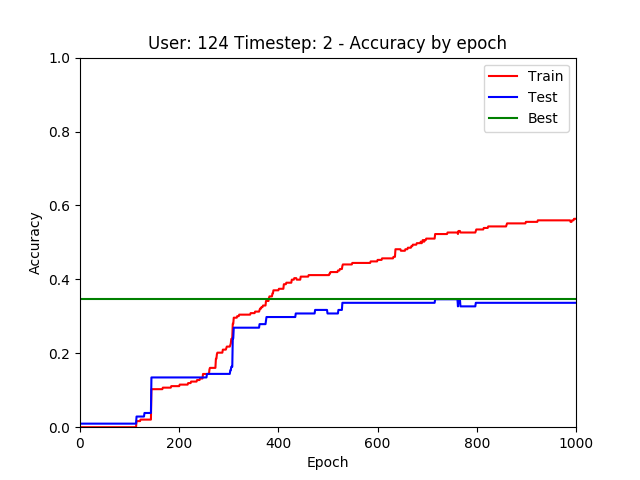 User: 124 Timestep: 2 - Accuracy by epoch
Train
Test
Best
1.0
0.8
0.6
0.4
0.2
0.0
Accuracy
0 200 400 600 800 1000
Epoch